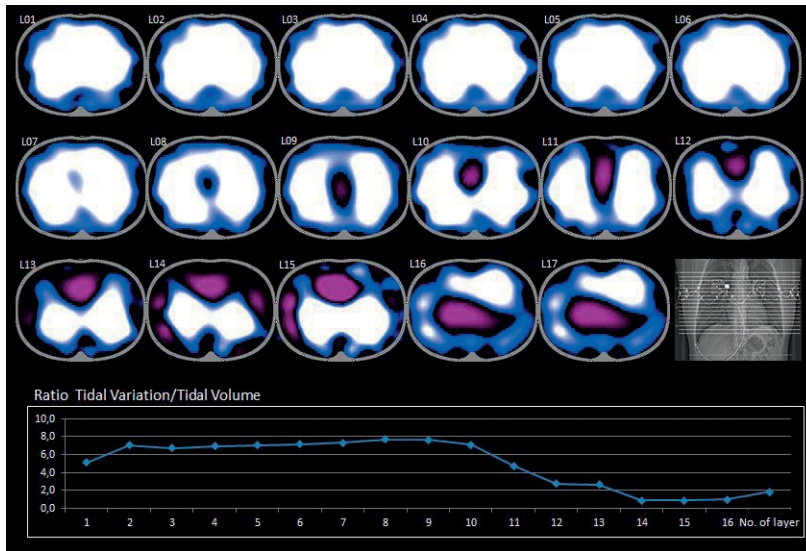 L01 L02 L03 L04 L05 L06
L07 L08 L09 L10 L11 L12
L13 L14 L15 L16 L17
Ratio Tidal Variation/Tidal Volume
10,0
8,0
6,0
4,0
2,0
0,0
1 2 3 4 5 6 7 8 9 10 11 12 13 14 15 16 No. of layer